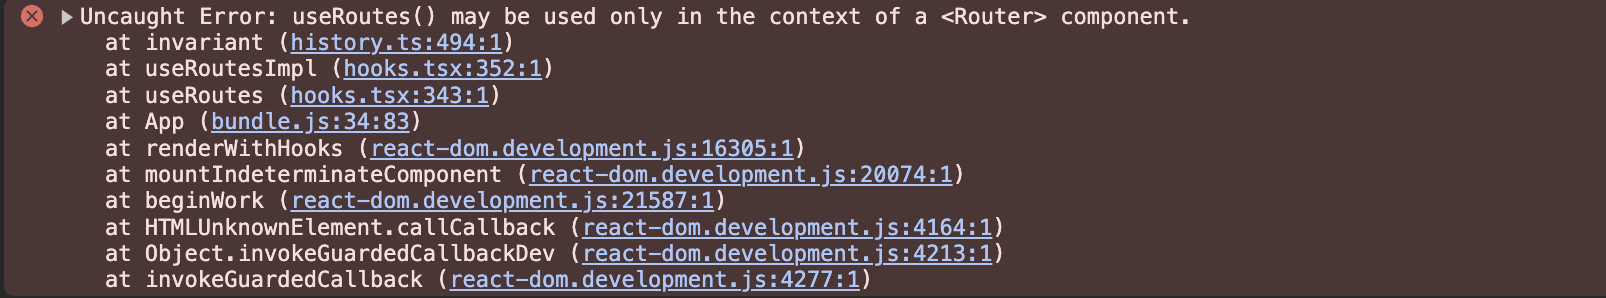 Uncaught Error: useRoutes() may be used only in the context of a <Router> component.
at invariant (history.ts:494:1)
at useRoutesImpl (hooks.tsx:352:1)
at useRoutes (hooks.tsx:343:1)
at App (bundle.js:34:83)
at renderWithHooks (react-dom.development.js:16305:1)
at mountIndeterminateComponent (react-dom.development.js:20074:1)
at beginWork (react-dom.development.js:21587:1)
at HTMLUnknownElement.callCallback (react-dom.development.js:4164:1)
at Object.invokeGuardedCallbackDev (react-dom.development.js:4213:1)
at invokeGuardedCallback (react-dom.development.js:4277:1)